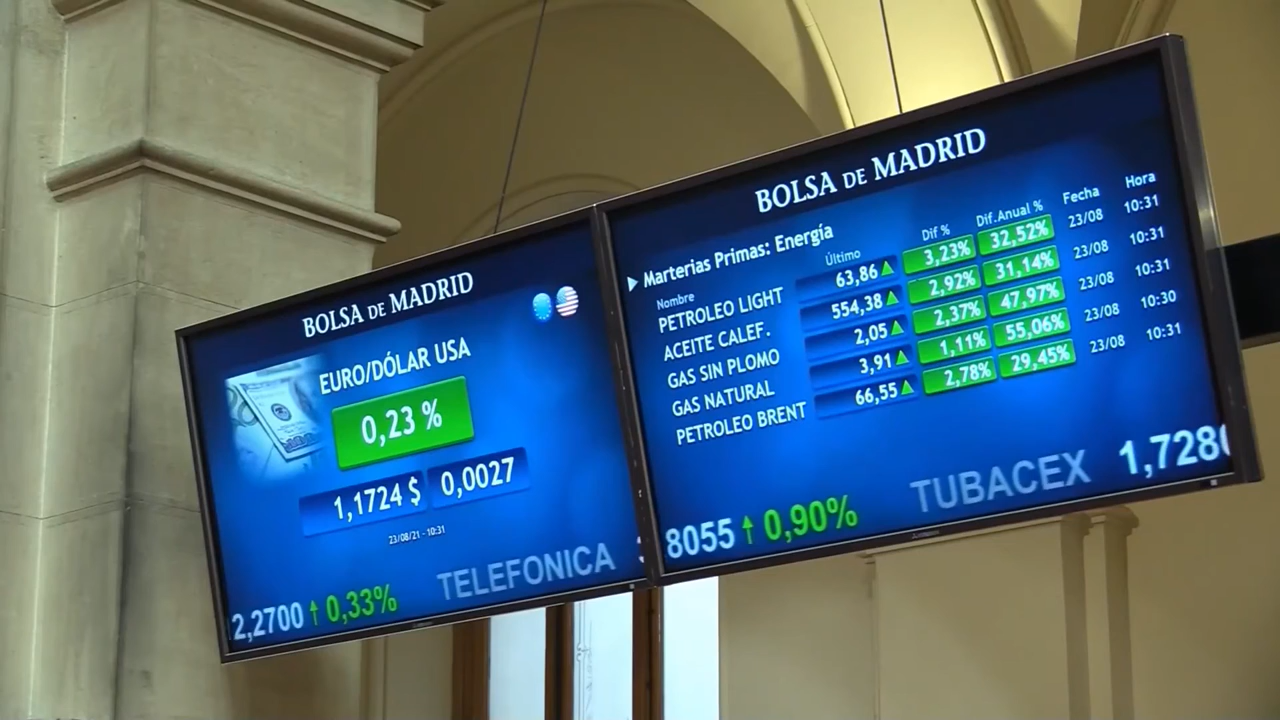 BOLSA DE MADRID
EURO/DÓLAR USA
0,23 %
1,1724 $ 0,0027
23/08/21 - 10:31
2,2700 ↑ 0,33% TELEFONICA
BOLSA DE MADRID
Marterias Primas: Energía
Nombre Último Dif % Dif.Anual % Fecha Hora
PETROLEO LIGHT 63,86 ▲ 3,23% 32,52% 23/08 10:31
ACEITE CALEF. 554,38 ▲ 2,92% 31,14% 23/08 10:31
GAS SIN PLOMO 2,05 ▲ 2,37% 47,97% 23/08 10:31
GAS NATURAL 3,91 ▲ 1,11% 55,06% 23/08 10:30
PETROLEO BRENT 66,55 ▲ 2,78% 29,45% 23/08 10:31
8055 ↑ 0,90% TUBACEX 1,7280